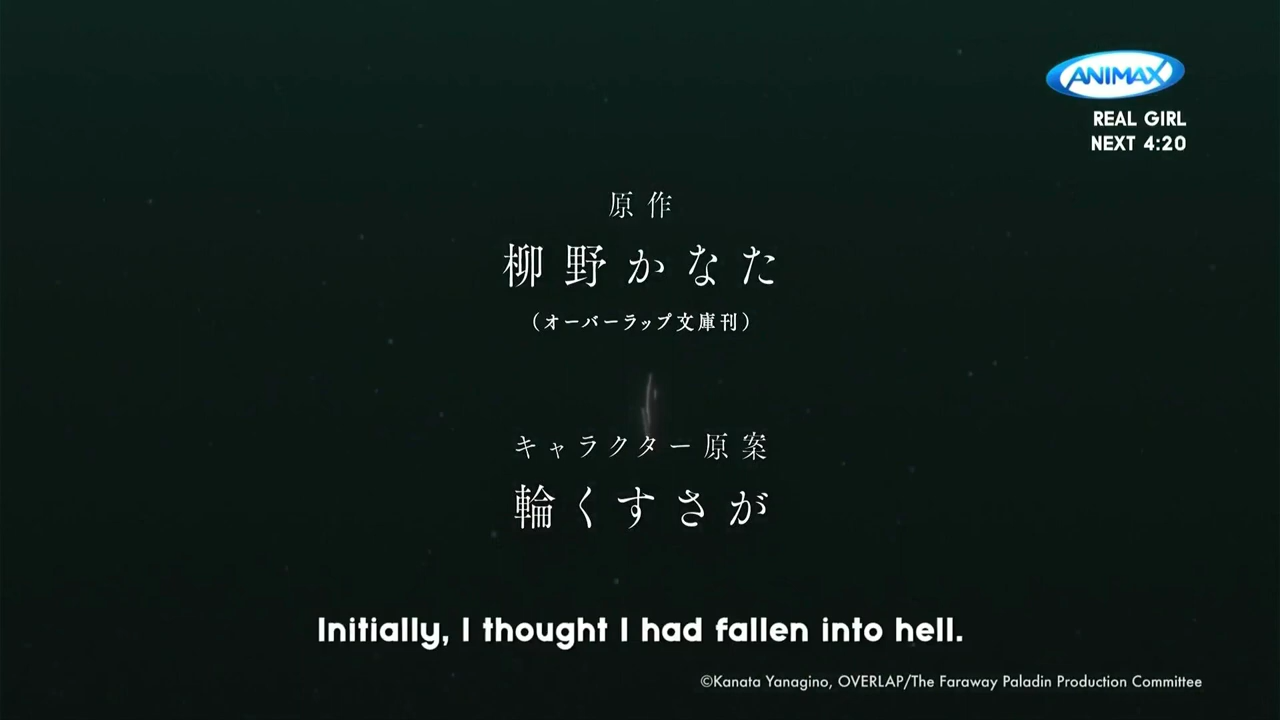 ANIMAX
REAL GIRL
NEXT 4:20
原作
柳野かなた
（オーバーラップ文庫刊）
キャラクター原案
輪くすさが
Initially, I thought I had fallen into hell.
©Kanata Yanagino, OVERLAP/The Faraway Paladin Production Committee